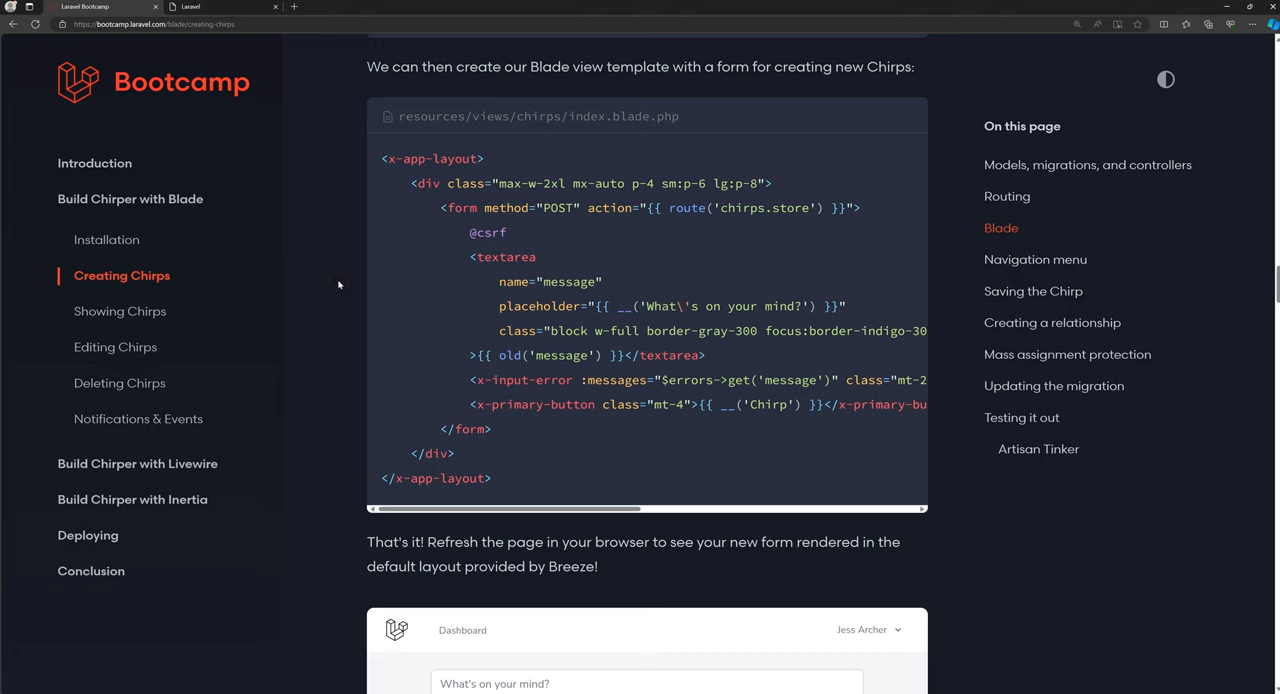 Laravel Bootcamp
Laravel
https://bootcamp.laravel.com/blade/creating-chirps
Bootcamp
Introduction
Build Chirper with Blade
Installation
Creating Chirps
Showing Chirps
Editing Chirps
Deleting Chirps
Notifications & Events
Build Chirper with Livewire
Build Chirper with Inertia
Deploying
Conclusion
We can then create our Blade view template with a form for creating new Chirps:
resources/views/chirps/index.blade.php
<x-app-layout>
<div class="max-w-2xl mx-auto p-4 sm:p-6 lg:p-8">
<form method="POST" action="{{ route('chirps.store') }}">
@csrf
<textarea
name="message"
placeholder="{{ __('What\'s on your mind?') }}"
class="block w-full border-gray-300 focus:border-indigo-30
>{{ old('message') }}</textarea>
<x-input-error :messages="$errors->get('message')" class="mt-2
<x-primary-button class="mt-4">{{ __('Chirp') }}</x-primary-bu
</form>
</div>
</x-app-layout>
That's it! Refresh the page in your browser to see your new form rendered in the
default layout provided by Breeze!
Dashboard
Jess Archer
What's on your mind?
On this page
Models, migrations, and controllers
Routing
Blade
Navigation menu
Saving the Chirp
Creating a relationship
Mass assignment protection
Updating the migration
Testing it out
Artisan Tinker